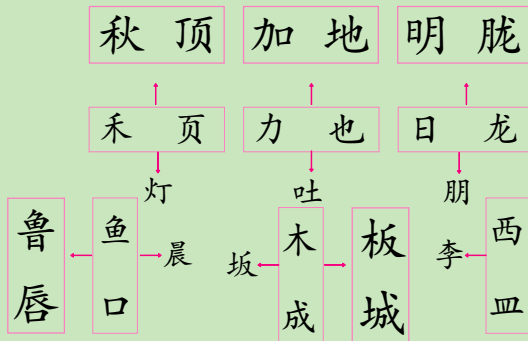 秋 顶 加 地 明 胧
禾 页 力 也 日 龙
灯 吐 朋
鲁 鱼 晨 坂 木 板 李 西
唇 口 成 城 皿